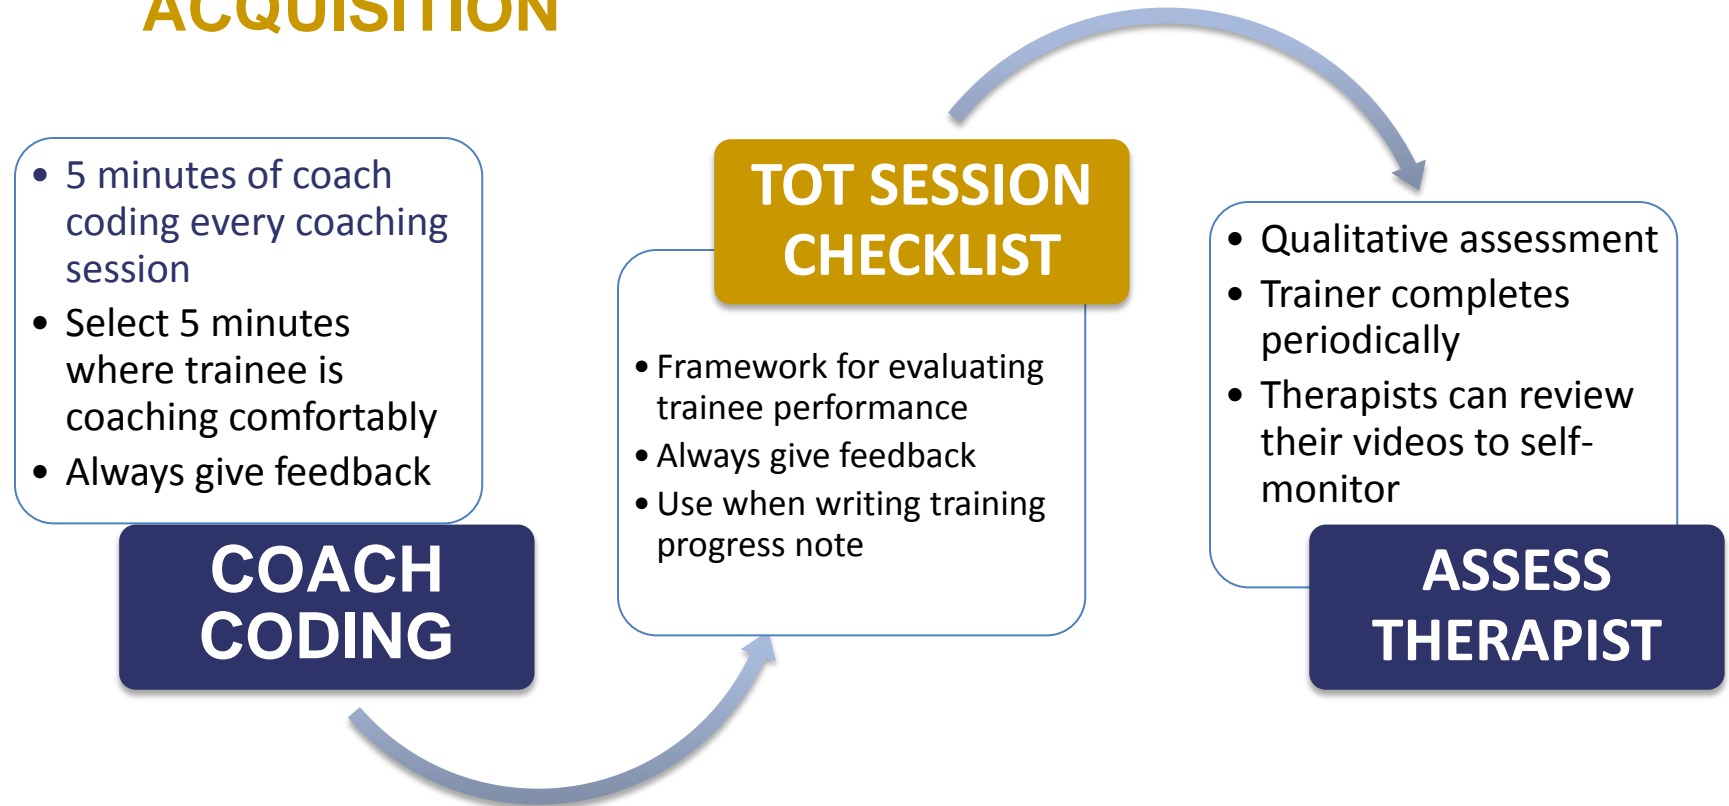 ACQUISITION
• 5 minutes of coach
coding every coaching
session
• Select 5 minutes
where trainee is
coaching comfortably
• Always give feedback
COACH
CODING
TOT SESSION
CHECKLIST
• Framework for evaluating
trainee performance
• Always give feedback
• Use when writing training
progress note
• Qualitative assessment
• Trainer completes
periodically
• Therapists can review
their videos to self-
monitor
ASSESS
THERAPIST